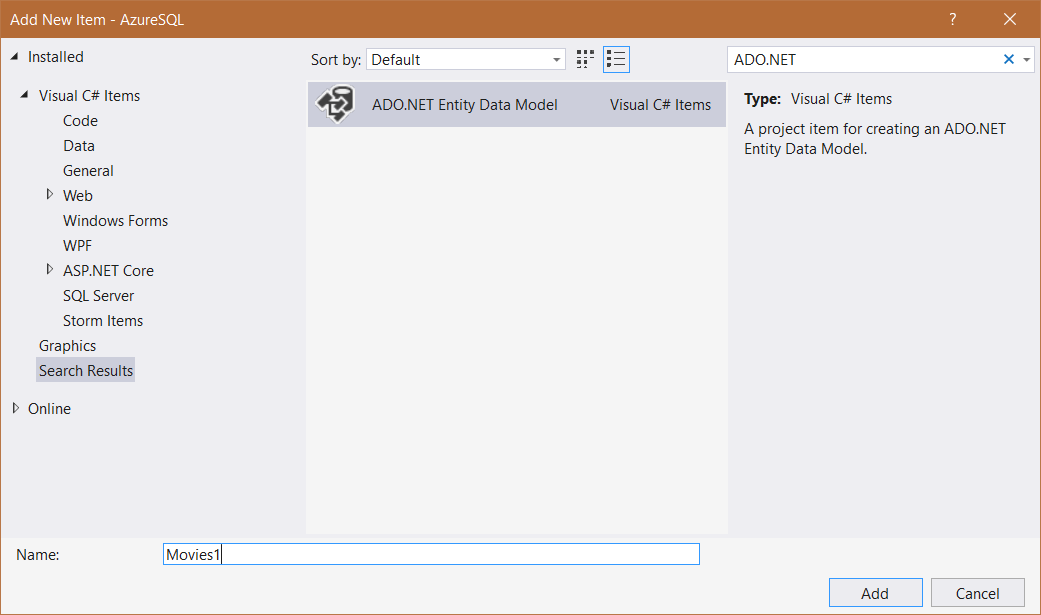 Add New Item - AzureSQL
?
Installed
Visual C# Items
Code
Data
General
Web
Windows Forms
WPF
ASP.NET Core
SQL Server
Storm Items
Graphics
Search Results
Online
Sort by: Default
ADO.NET Entity Data Model Visual C# Items
ADO.NET
Type: Visual C# Items
A project item for creating an ADO.NET
Entity Data Model.
Name: Movies1
Add Cancel